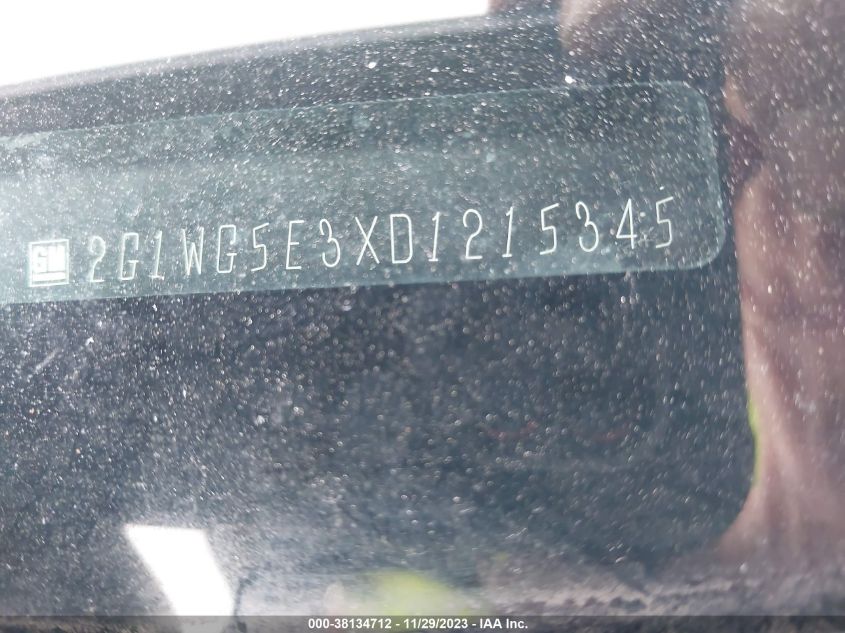 GM 2G1WG5E3XD1215345
000-38134712 - 11/29/2023 - IAA Inc.